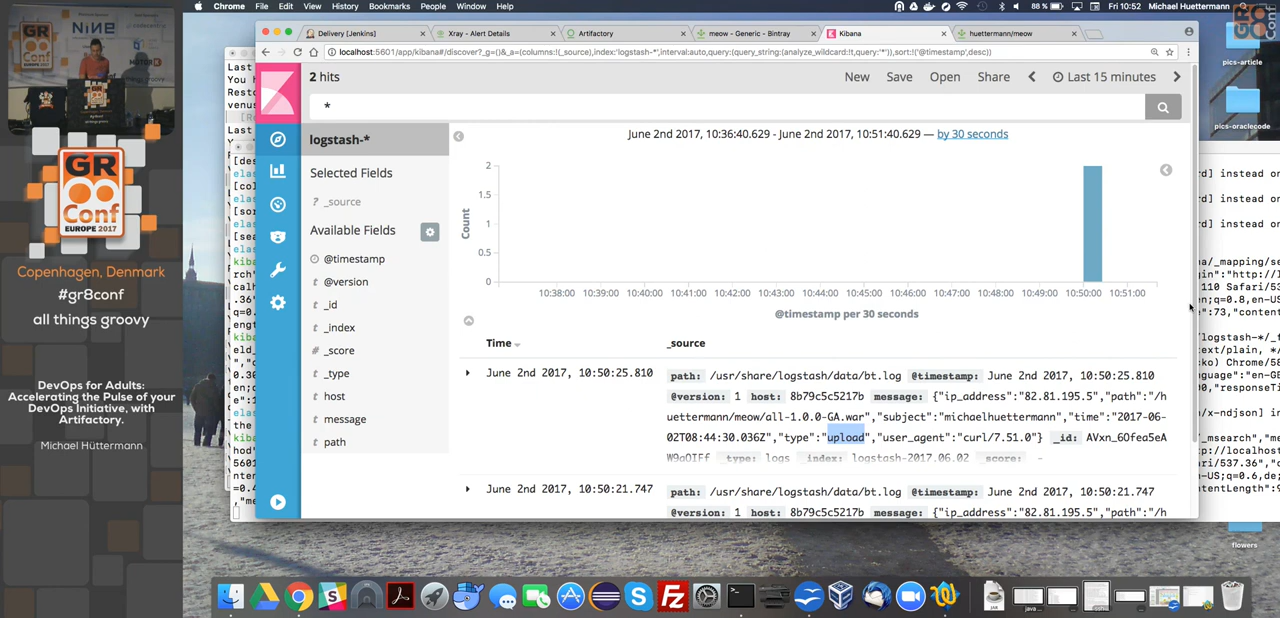 Chrome File Edit View History Bookmarks People Window Help
88 % Fri 10:52 Michael Huettermann
Delivery [Jenkins] Xray - Alert Details Artifactory meow - Generic - Bintray Kibana huettermann/meow
localhost:5601/app/kibana#/discover?_g=()&_a=(columns:!(_source),index:'logstash-*',interval:auto,query:(query_string:(analyze_wildcard:!t,query:'*')),sort:!('@timestamp',desc))
2 hits
New Save Open Share Last 15 minutes
*
logstash-*
Selected Fields
? _source
Available Fields
@timestamp
t @version
t _id
t _index
# _score
t _type
t host
t message
t path
June 2nd 2017, 10:36:40.629 - June 2nd 2017, 10:51:40.629 — by 30 seconds
Count
2
1.5
1
0.5
0
10:38:00 10:39:00 10:40:00 10:41:00 10:42:00 10:43:00 10:44:00 10:45:00 10:46:00 10:47:00 10:48:00 10:49:00 10:50:00 10:51:00
@timestamp per 30 seconds
Time _source
June 2nd 2017, 10:50:25.810
path: /usr/share/logstash/data/bt.log @timestamp: June 2nd 2017, 10:50:25.810
@version: 1 host: 8b79c5c5217b message: {"ip_address":"82.81.195.5","path":"/h
uettermann/meow/all-1.0.0-GA.war","subject":"michaelhuettermann","time":"2017-06-
02T08:44:30.036Z","type":"upload","user_agent":"curl/7.51.0"} _id: AVxn_6Ofea5eA
W9gOIFf _type: logs _index: logstash-2017.06.02 _score: -
June 2nd 2017, 10:50:21.747
path: /usr/share/logstash/data/bt.log @timestamp: June 2nd 2017, 10:50:21.747
@version: 1 host: 8b79c5c5217b message: {"ip_address":"82.81.195.5","path":"/h
pics-article
pics-oraclecode
flowers
GR
Conf
EUROPE 2017
Copenhagen, Denmark
#gr8conf
all things groovy
DevOps for Adults:
Accelerating the Pulse of your
DevOps Initiative, with
Artifactory.
Michael Hüttermann